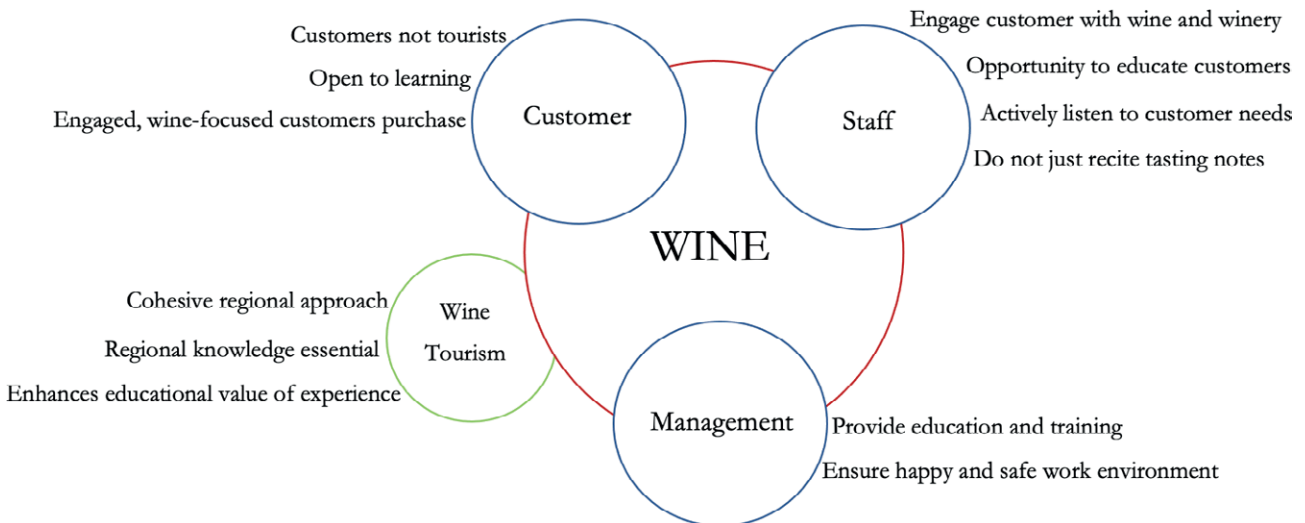 Customers not tourists
Open to learning
Engaged, wine-focused customers purchase
Customer
Engage customer with wine and winery
Opportunity to educate customers
Actively listen to customer needs
Do not just recite tasting notes
Staff
WINE
Cohesive regional approach
Regional knowledge essential
Enhances educational value of experience
Wine
Tourism
Management
Provide education and training
Ensure happy and safe work environment